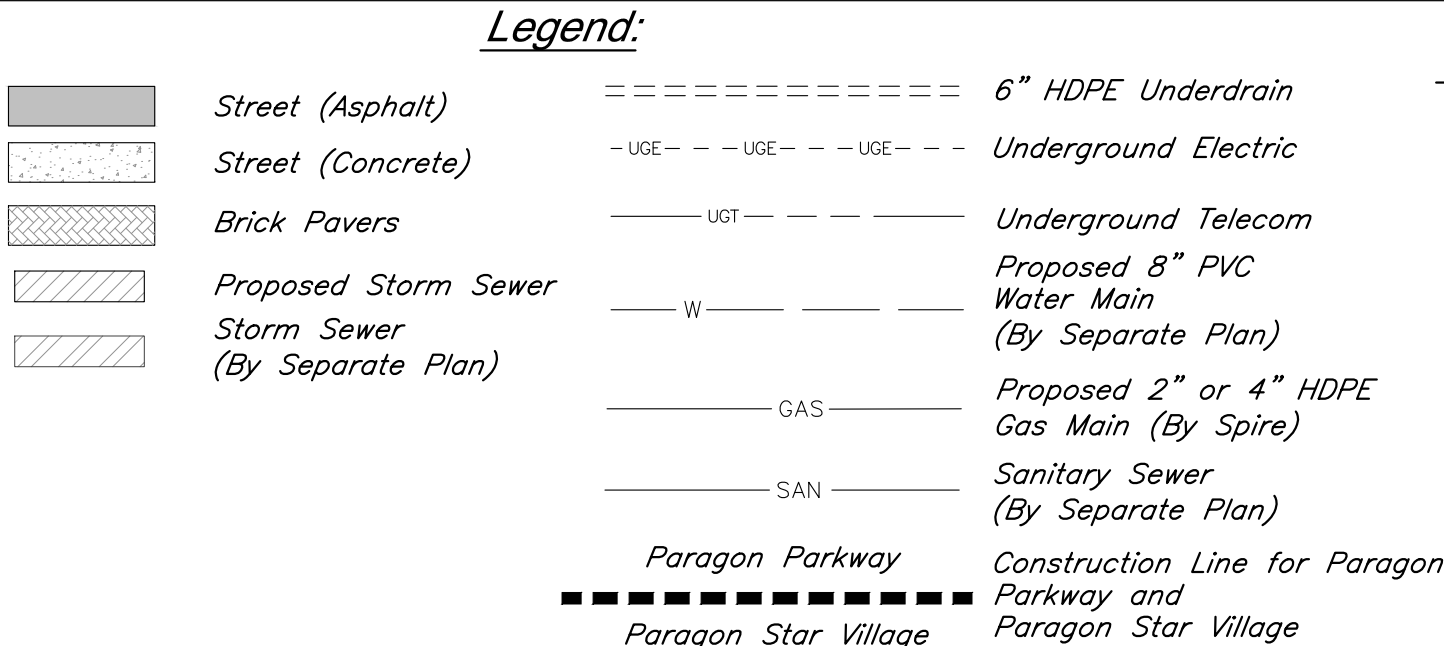 Legend:
Street (Asphalt)
Street (Concrete)
Brick Pavers
Proposed Storm Sewer
Storm Sewer
(By Separate Plan)
6" HDPE Underdrain
UGE UGE UGE
Underground Electric
UGT
Underground Telecom
W
Proposed 8" PVC
Water Main
(By Separate Plan)
GAS
Proposed 2" or 4" HDPE
Gas Main (By Spire)
SAN
Sanitary Sewer
(By Separate Plan)
Paragon Parkway
Paragon Star Village
Construction Line for Paragon
Parkway and
Paragon Star Village